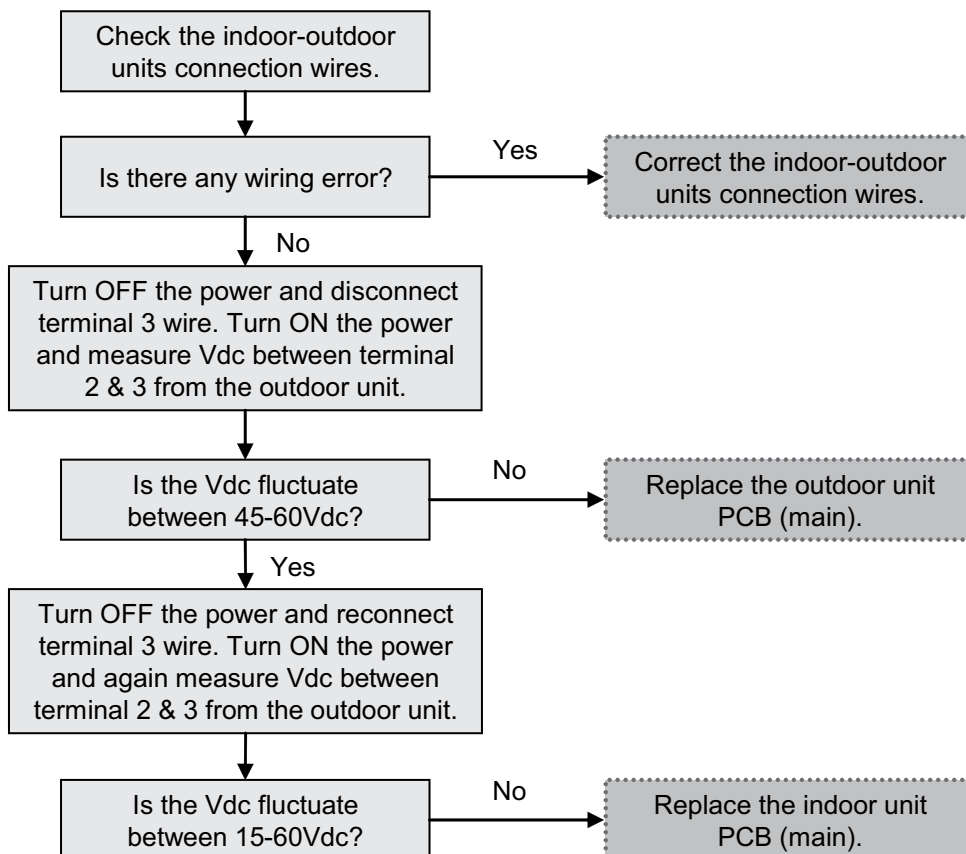 Check the indoor-outdoor
units connection wires.
Is there any wiring error?
Yes
Correct the indoor-outdoor
units connection wires.
No
Turn OFF the power and disconnect
terminal 3 wire. Turn ON the power
and measure Vdc between terminal
2 & 3 from the outdoor unit.
Is the Vdc fluctuate
between 45-60Vdc?
No
Replace the outdoor unit
PCB (main).
Yes
Turn OFF the power and reconnect
terminal 3 wire. Turn ON the power
and again measure Vdc between
terminal 2 & 3 from the outdoor unit.
Is the Vdc fluctuate
between 15-60Vdc?
No
Replace the indoor unit
PCB (main).